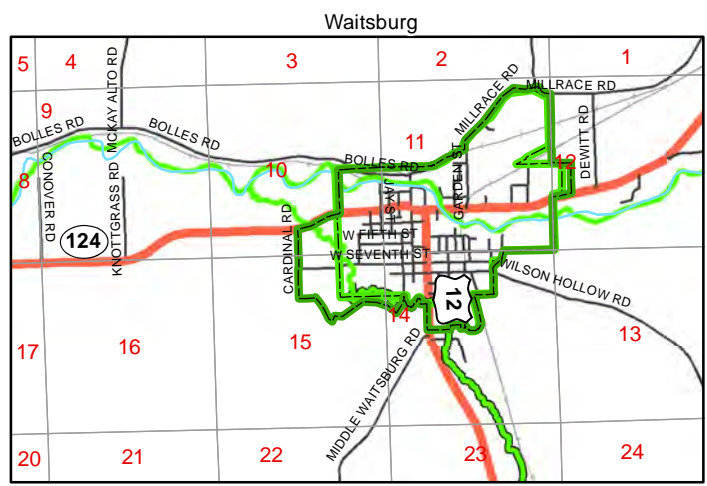 Waitsburg
5
4
3
2
1
MCKAY ALTO RD
MILLRACE RD
MILLRACE RD
9
BOLLES RD
BOLLES RD
11
BOLLES RD
GARDEN ST
DEWITT RD
8
CONOVER RD
KNOTTGRASS RD
10
12
JAY ST
124
CARDINAL RD
W FIFTH ST
W SEVENTH ST
WILSON HOLLOW RD
12
17
16
15
14
13
MIDDLE WAITSBURG RD
20
21
22
23
24